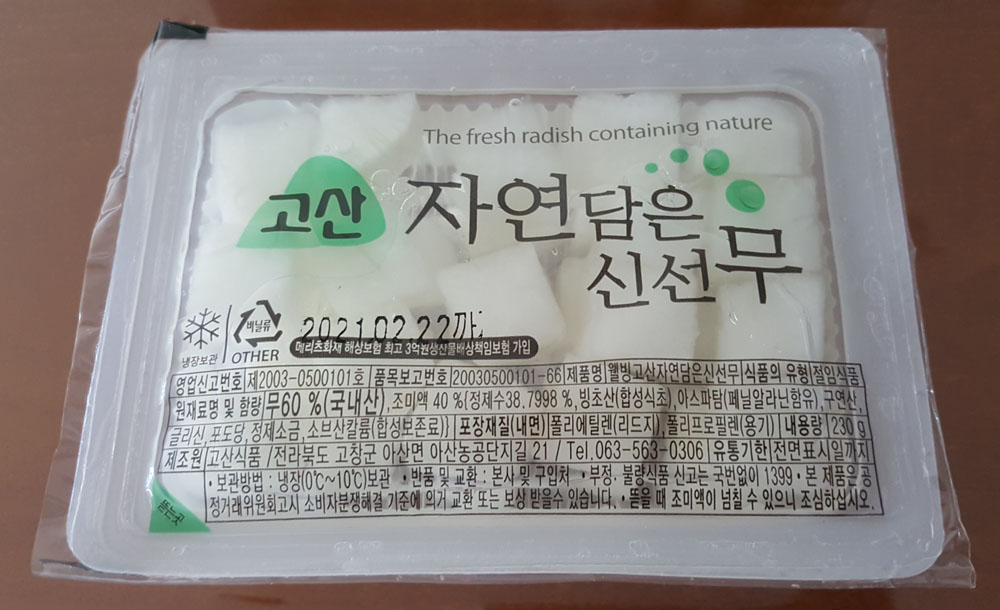 The fresh radish containing nature
고산 자연담은
신선무
냉장보관
비닐류
OTHER
2021.02.22까지
메리츠화재 해상보험 최고 3억원생산물배상책임보험 가입
영업신고번호 제2003-0500101호 품목보고번호 20030500101-66 제품명 웰빙고산자연담은신선무 식품의 유형 절임식품
원재료명 및 함량 무60 %(국내산), 조미액 40 %(정제수38.7998 %, 빙초산(합성식초), 아스파탐(페닐알라닌함유), 구연산,
글리신, 포도당, 정제소금, 소브산칼륨(합성보존료)) 포장재질(내면) 폴리에틸렌(리드지), 폴리프로필렌(용기) 내용량 230 g
제조원 고산식품 / 전라북도 고창군 아산면 아산농공단지길 21 / Tel.063-563-0306 유통기한 전면표시일까지
• 보관방법 : 냉장(0℃~10℃)보관 • 반품 및 교환 : 본사 및 구입처 • 부정·불량식품 신고는 국번없이 1399 • 본 제품은 공
정거래위원회고시 소비자분쟁해결 기준에 의거 교환 또는 보상 받을수 있습니다. • 뜯을 때 조미액이 넘칠 수 있으니 조심하십시오.
뜯는곳